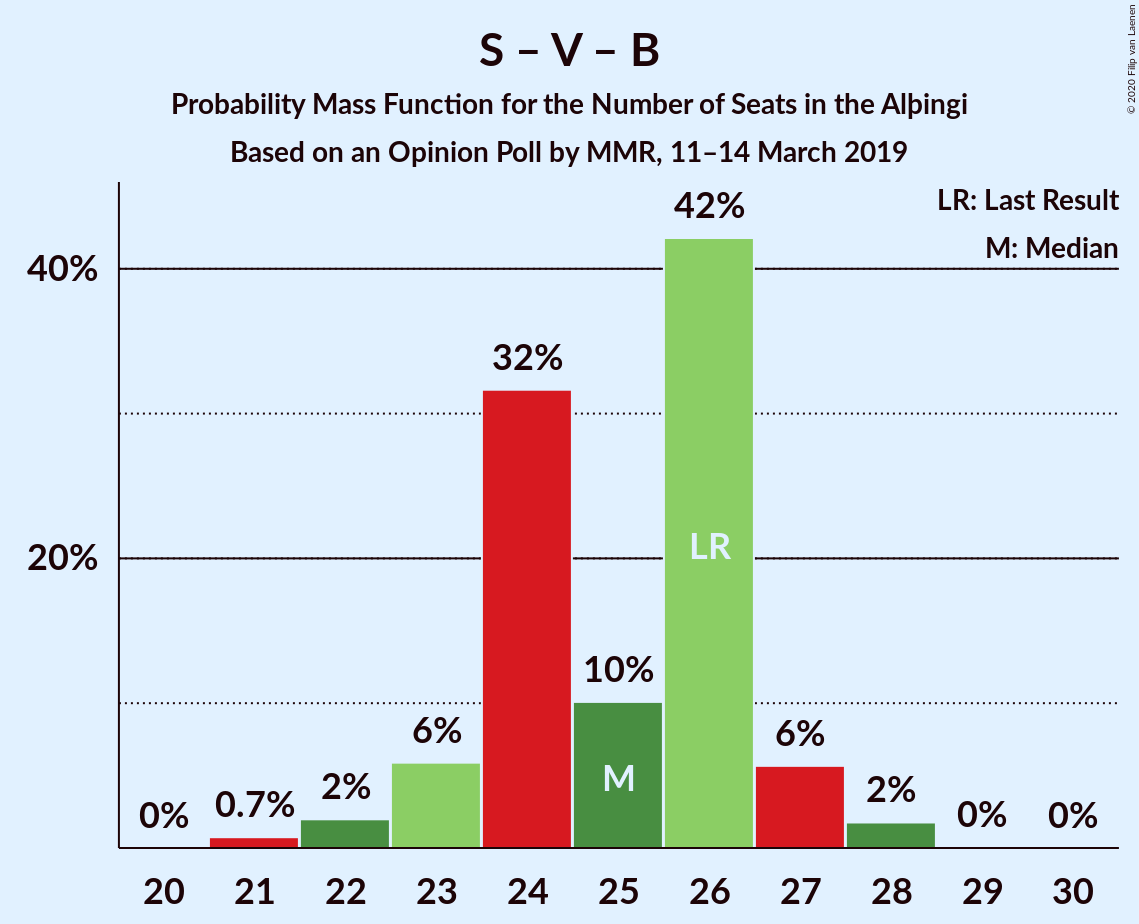 S – V – B
Probability Mass Function for the Number of Seats in the Alþingi
Based on an Opinion Poll by MMR, 11–14 March 2019
© 2020 Filip van Laenen
LR: Last Result
M: Median
42%
40%
32%
LR
20%
10%
6%
6%
M
2%
2%
0.7%
0%
0%
0%
20 21 22 23 24 25 26 27 28 29 30